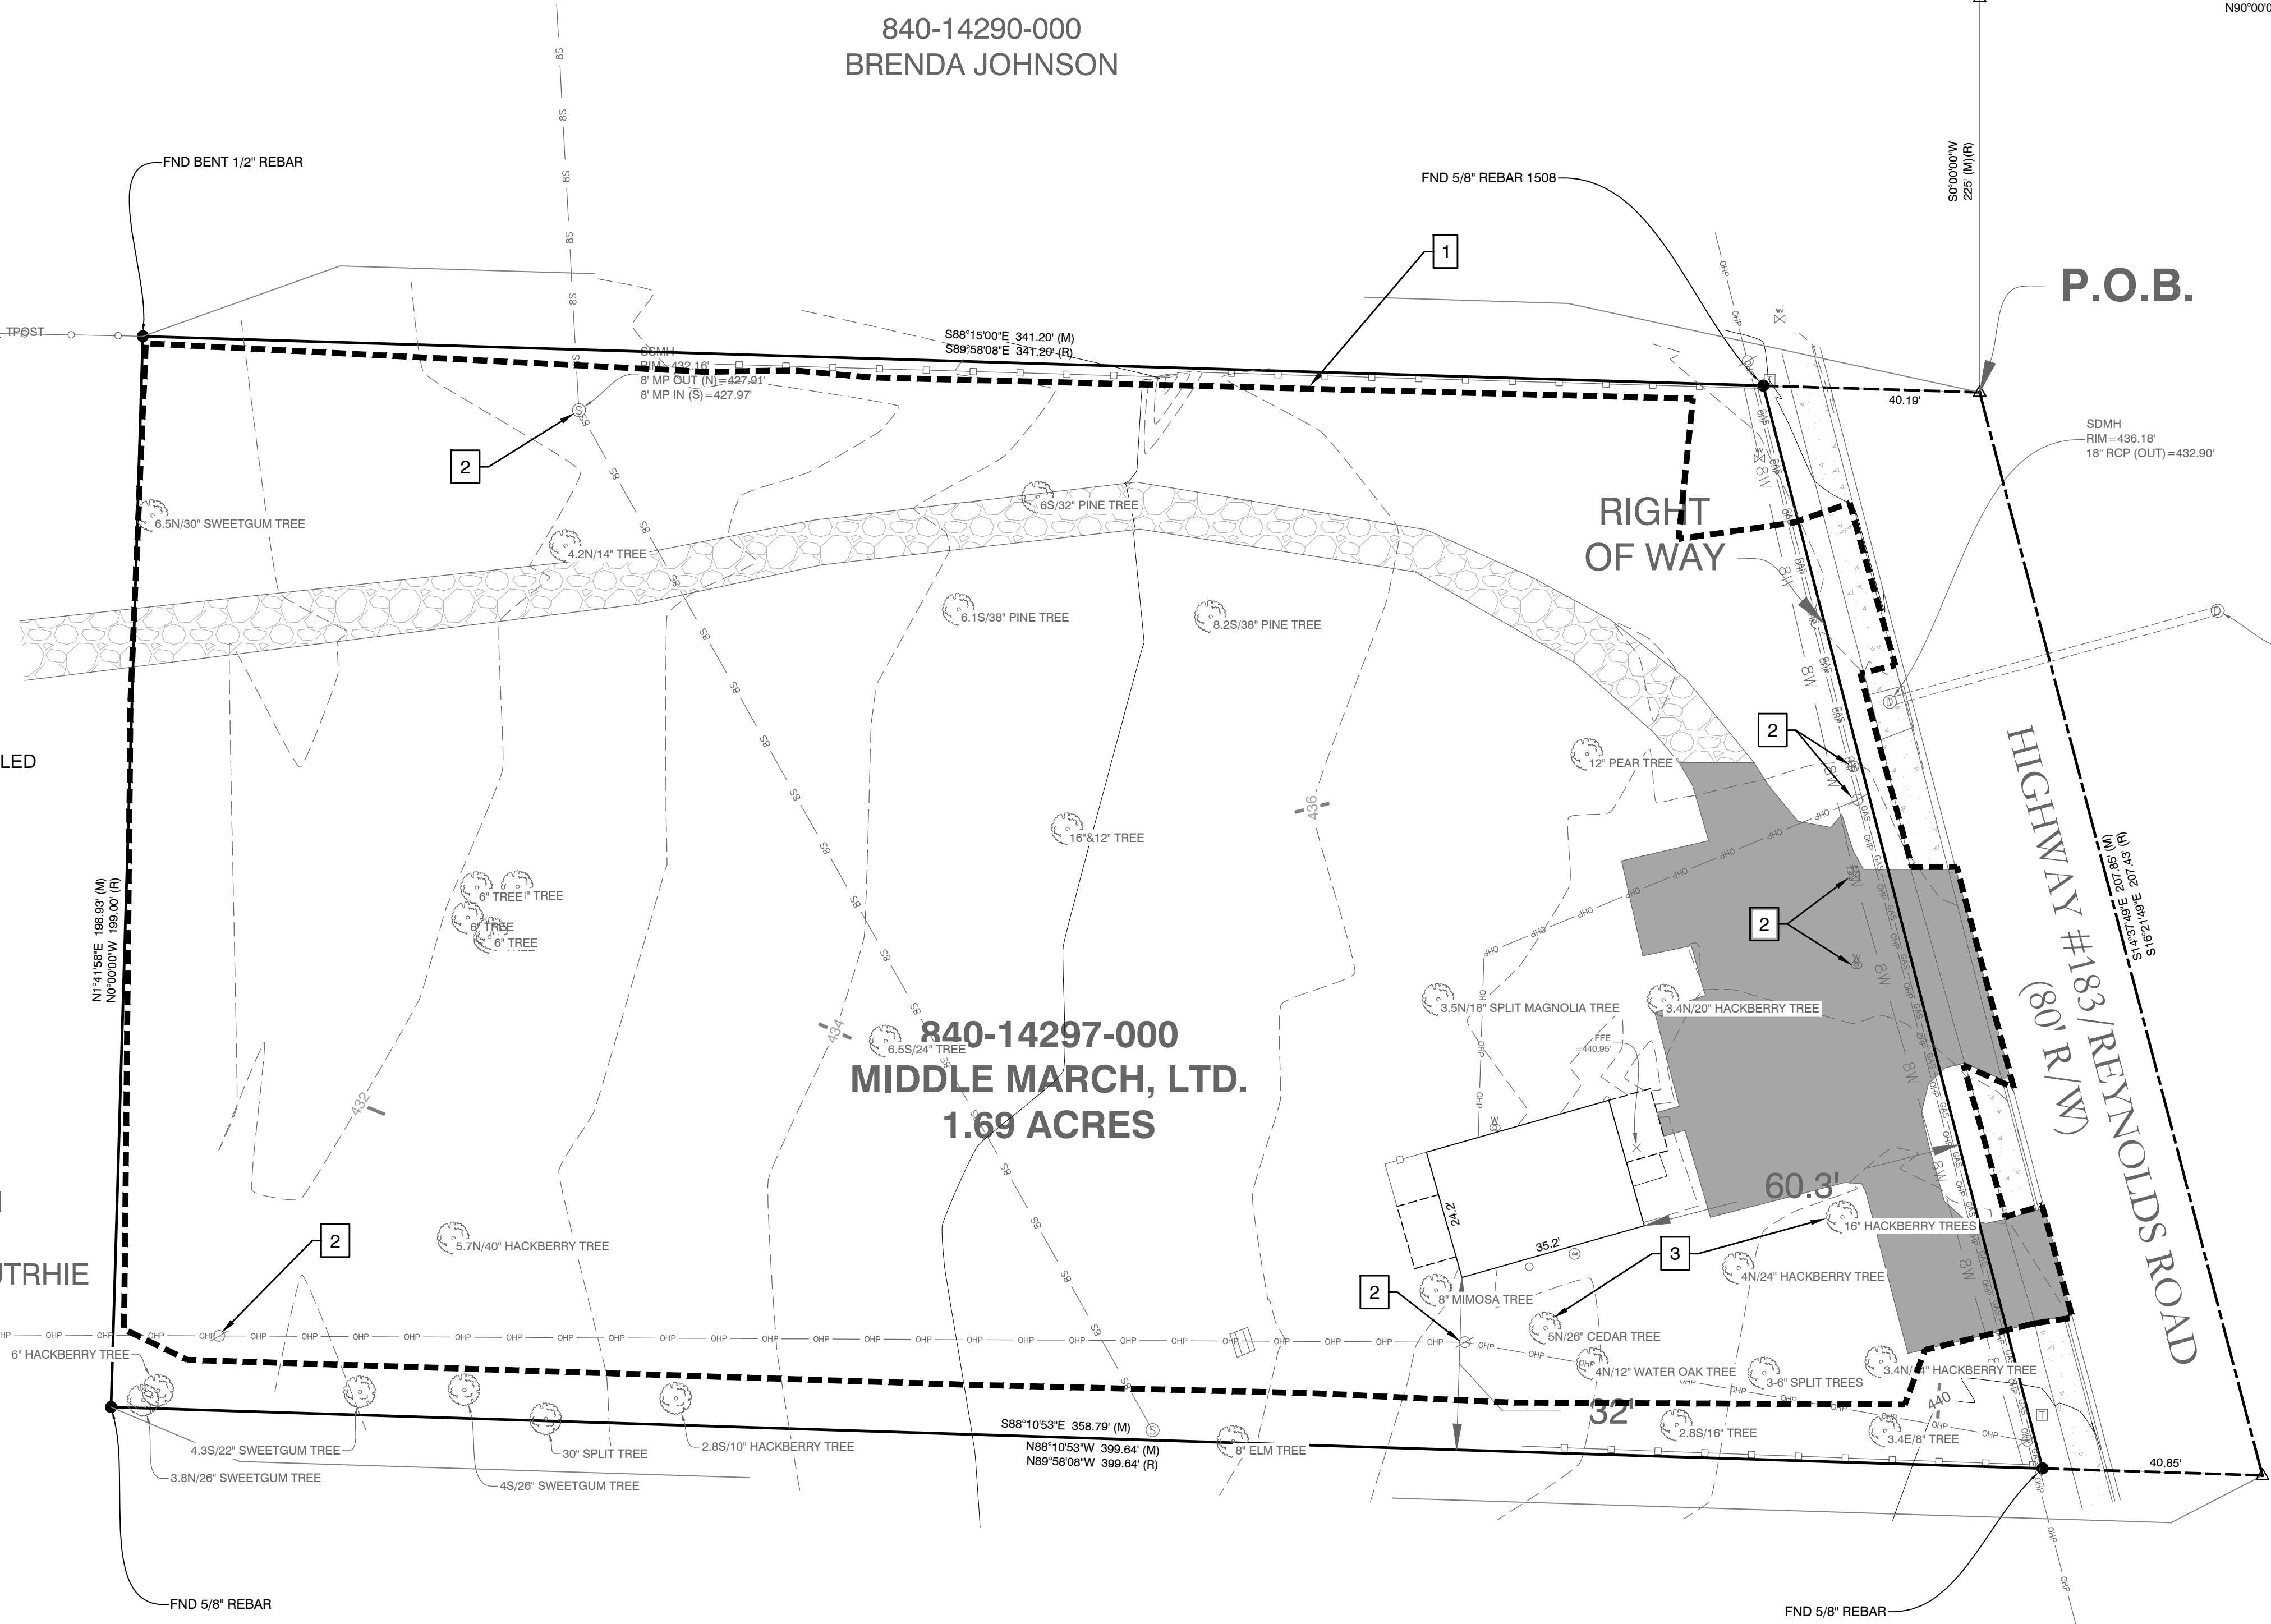 840-14290-000
BRENDA JOHNSON
N90°00'0
S0°00'00"W
225' (M)(R)
FND BENT 1/2" REBAR
FND 5/8" REBAR 1508
1
P.O.B.
TPOST
S88°15'00"E 341.20' (M)
S89°58'08"E 341.20' (R)
SSMH
RIM=432.16'
8' MP OUT (N)=427.91'
8' MP IN (S)=427.97'
40.19'
SDMH
RIM=436.18'
18" RCP (OUT)=432.90'
2
6.5N/30" SWEETGUM TREE
4.2N/14" TREE
6S/32" PINE TREE
RIGHT
OF WAY
6.1S/38" PINE TREE
8.2S/38" PINE TREE
LED
12" PEAR TREE
2
436
16"&12" TREE
HIGHWAY #183/REYNOLDS ROAD
(80' R/W)
S14°37'49"E 207.85' (M)
S16°21'49"E 207.43' (R)
N1°41'58"E 198.93' (M)
N0°00'00"W 199.00' (R)
6" TREE
" TREE
6" TREE
6" TREE
2
3.5N/18" SPLIT MAGNOLIA TREE
3.4N/20" HACKBERRY TREE
434
6.5S/24" TREE
840-14297-000
MIDDLE MARCH, LTD.
1.69 ACRES
FFE
=440.95'
432
60.3'
24.2'
35.2'
16" HACKBERRY TREES
3
2
5.7N/40" HACKBERRY TREE
UTRHIE
4N/24" HACKBERRY TREE
2
8" MIMOSA TREE
5N/26" CEDAR TREE
6" HACKBERRY TREE
4N/12" WATER OAK TREE
3-6" SPLIT TREES
3.4N/14" HACKBERRY TREE
440
32'
S88°10'53"E 358.79' (M)
N88°10'53"W 399.64' (M)
N89°58'08"W 399.64' (R)
2.8S/16" TREE
3.4E/8" TREE
4.3S/22" SWEETGUM TREE
30" SPLIT TREE
2.8S/10" HACKBERRY TREE
8" ELM TREE
40.85'
3.8N/26" SWEETGUM TREE
4S/26" SWEETGUM TREE
FND 5/8" REBAR
FND 5/8" REBAR